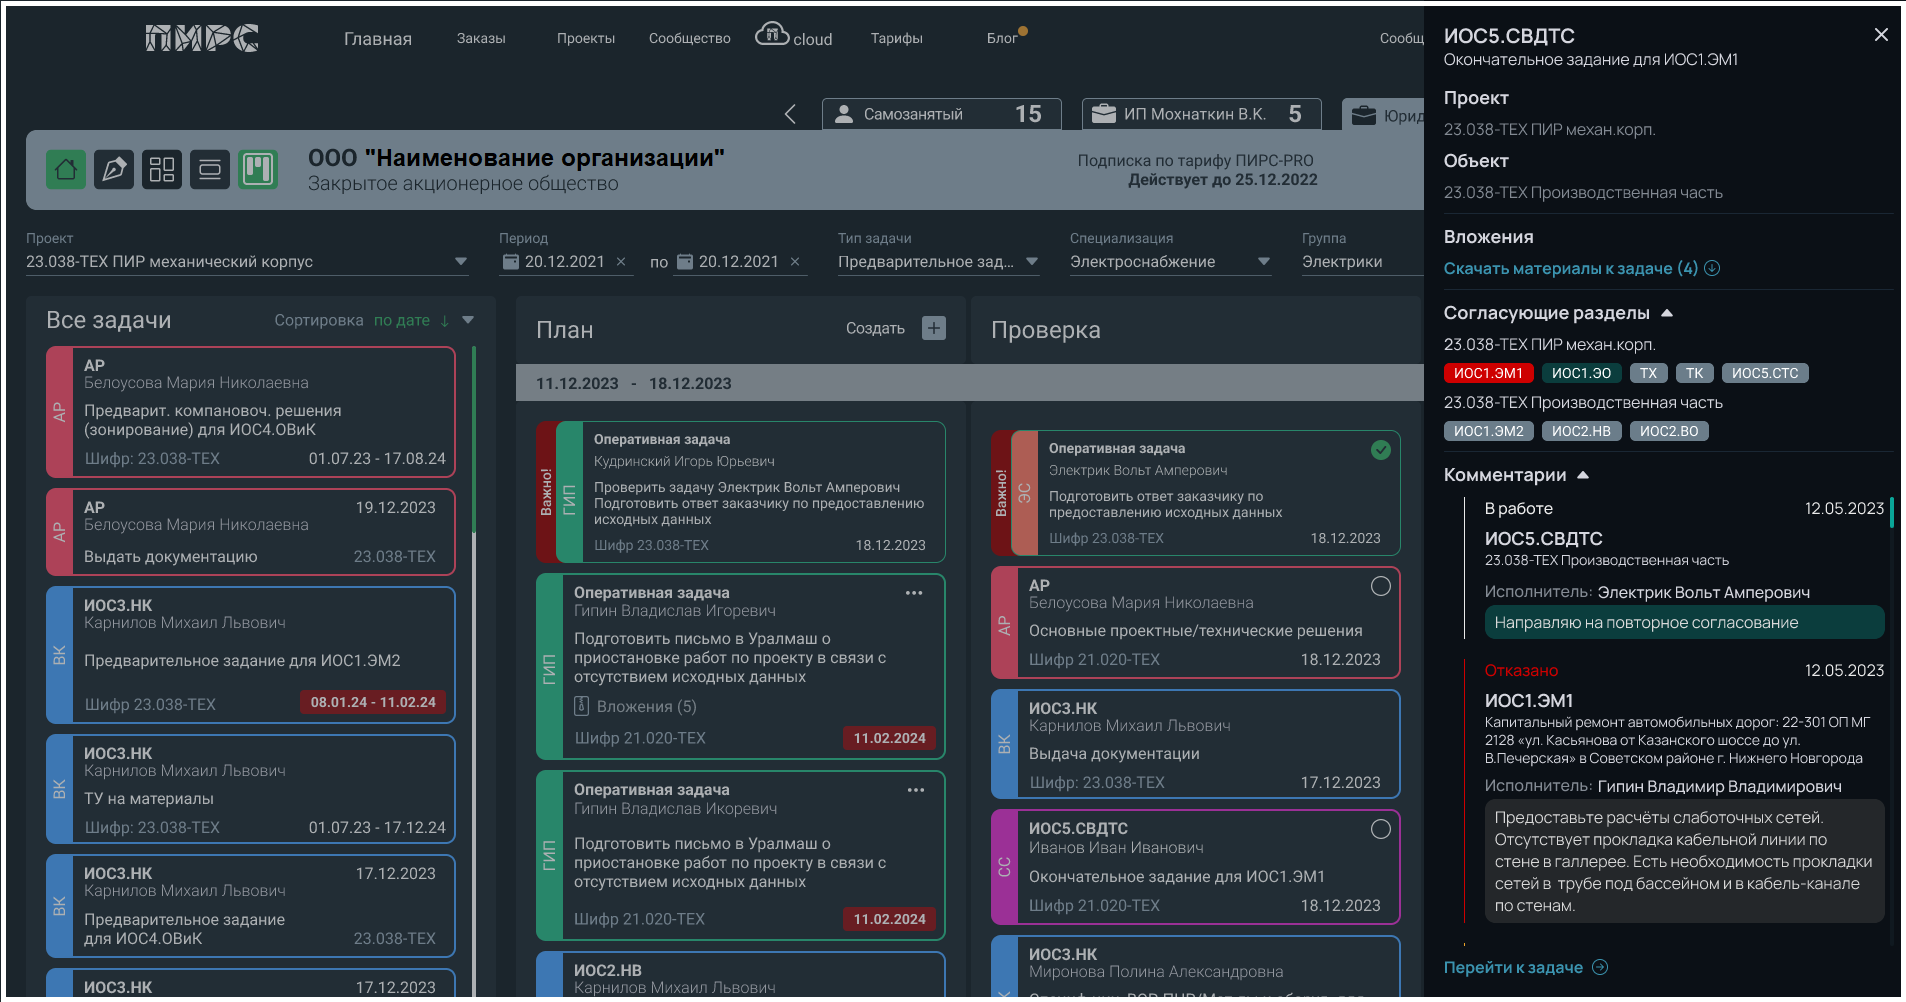 ПИРС
Главная
Заказы
Проекты
Сообщество
cloud
Тарифы
Блог
Сообщ
Самозанятый 15
ИП Мохнаткин В.К. 5
Юрид
ООО "Наименование организации"
Закрытое акционерное общество
Подписка по тарифу ПИРС-PRO
Действует до 25.12.2022
Проект
23.038-ТЕХ ПИР механический корпус
Период
20.12.2021 × по 20.12.2021 ×
Тип задачи
Предварительное зад...
Специализация
Электроснабжение
Группа
Электрики
Все задачи
Сортировка по дате ↓
АР
АР
Белоусова Мария Николаевна
Предварит. компановоч. решения
(зонирование) для ИОС4.ОВиК
Шифр: 23.038-ТЕХ 01.07.23 - 17.08.24
АР
АР 19.12.2023
Белоусова Мария Николаевна
Выдать документацию 23.038-ТЕХ
ВК
ИОС3.НК
Карнилов Михаил Львович
Предварительное задание для ИОС1.ЭМ2
Шифр 23.038-ТЕХ 08.01.24 - 11.02.24
ВК
ИОС3.НК
Карнилов Михаил Львович
ТУ на материалы
Шифр: 23.038-ТЕХ 01.07.23 - 17.12.24
ВК
ИОС3.НК 17.12.2023
Карнилов Михаил Львович
Предварительное задание
для ИОС4.ОВиК 23.038-ТЕХ
ИОС3.НК 17.12.2023
План
Создать +
11.12.2023 - 18.12.2023
Важно!
ГИП
Оперативная задача
Кудринский Игорь Юрьевич
Проверить задачу Электрик Вольт Амперович
Подготовить ответ заказчику по предоставлению
исходных данных
Шифр 23.038-ТЕХ 18.12.2023
ГИП
Оперативная задача ...
Гипин Владислав Игоревич
Подготовить письмо в Уралмаш о
приостановке работ по проекту в связи с
отсутствием исходных данных
Вложения (5)
Шифр 21.020-ТЕХ 11.02.2024
ГИП
Оперативная задача ...
Гипин Владислав Икоревич
Подготовить письмо в Уралмаш о
приостановке работ по проекту в связи с
отсутствием исходных данных
Шифр 21.020-ТЕХ 11.02.2024
ИОС2.НВ
Карнилов Михаил Львович
Проверка
Важно!
ЭС
Оперативная задача
Электрик Вольт Амперович
Подготовить ответ заказчику по
предоставлению исходных данных
Шифр 23.038-ТЕХ 18.12.2023
АР
АР
Белоусова Мария Николаевна
Основные проектные/технические решения
Шифр 21.020-ТЕХ 18.12.2023
ВК
ИОС3.НК
Карнилов Михаил Львович
Выдача документации
Шифр: 23.038-ТЕХ 17.12.2023
СС
ИОС5.СВДТС
Иванов Иван Иванович
Окончательное задание для ИОС1.ЭМ1
Шифр 21.020-ТЕХ 18.12.2023
ИОС3.НК
Миронова Полина Александровна
ИОС5.СВДТС
Окончательное задание для ИОС1.ЭМ1
Проект
23.038-ТЕХ ПИР механ.корп.
Объект
23.038-ТЕХ Производственная часть
Вложения
Скачать материалы к задаче (4)
Согласующие разделы
23.038-ТЕХ ПИР механ.корп.
ИОС1.ЭМ1 ИОС1.ЭО ТХ ТК ИОС5.СТС
23.038-ТЕХ Производственная часть
ИОС1.ЭМ2 ИОС2.НВ ИОС2.ВО
Комментарии
В работе 12.05.2023
ИОС5.СВДТС
23.038-ТЕХ Производственная часть
Исполнитель: Электрик Вольт Амперович
Направляю на повторное согласование
Отказано 12.05.2023
ИОС1.ЭМ1
Капитальный ремонт автомобильных дорог: 22-301 ОП МГ
2128 «ул. Касьянова от Казанского шоссе до ул.
В.Печерская» в Советском районе г. Нижнего Новгорода
Исполнитель: Гипин Владимир Владимирович
Предоставьте расчёты слаботочных сетей.
Отсутствует прокладка кабельной линии по
стене в галлерее. Есть необходимость прокладки
сетей в трубе под бассейном и в кабель-канале
по стенам.
Перейти к задаче